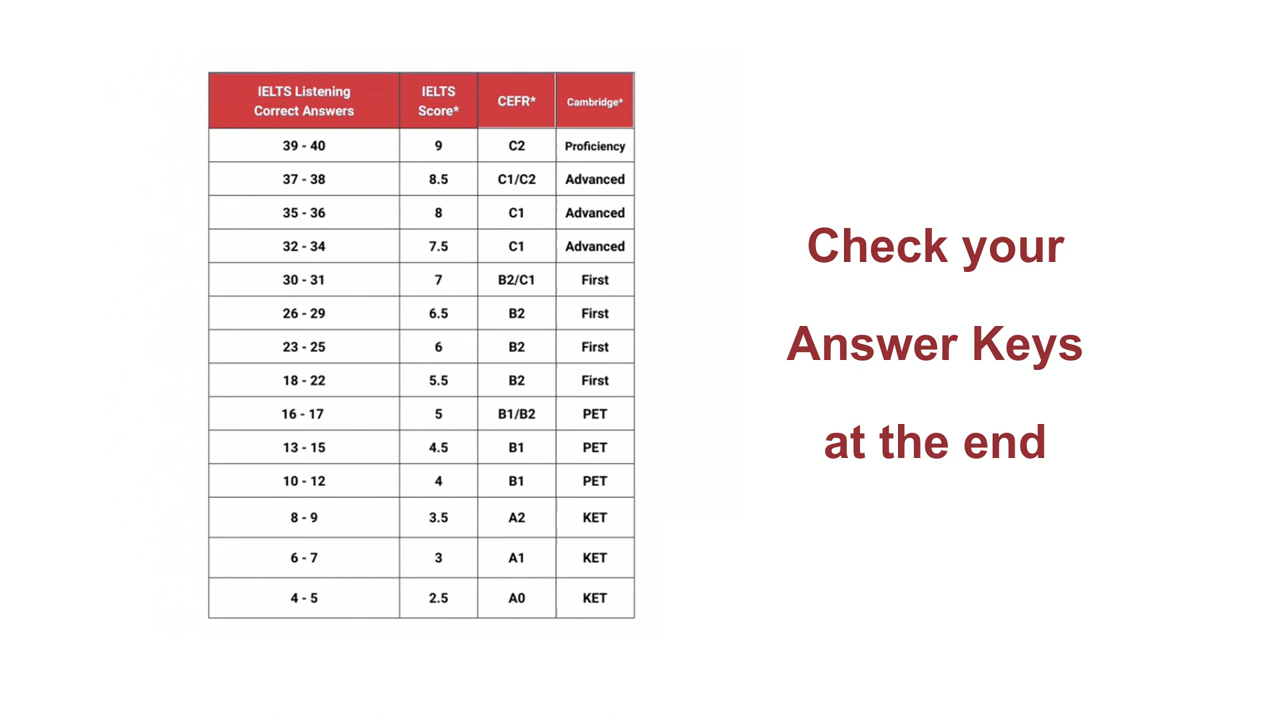 IELTS Listening Correct Answers IELTS Score* CEFR* Cambridge*
39 - 40 9 C2 Proficiency
37 - 38 8.5 C1/C2 Advanced
35 - 36 8 C1 Advanced
32 - 34 7.5 C1 Advanced
30 - 31 7 B2/C1 First
26 - 29 6.5 B2 First
23 - 25 6 B2 First
18 - 22 5.5 B2 First
16 - 17 5 B1/B2 PET
13 - 15 4.5 B1 PET
10 - 12 4 B1 PET
8 - 9 3.5 A2 KET
6 - 7 3 A1 KET
4 - 5 2.5 A0 KET
Check your
Answer Keys
at the end